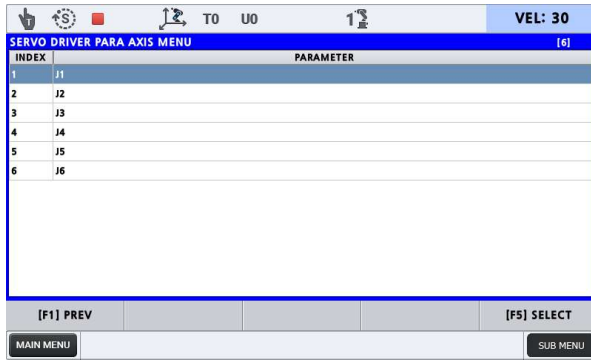 S T0 U0 1 VEL: 30
SERVO DRIVER PARA AXIS MENU [6]
INDEX PARAMETER
1 J1
2 J2
3 J3
4 J4
5 J5
6 J6
[F1] PREV [F5] SELECT
MAIN MENU SUB MENU